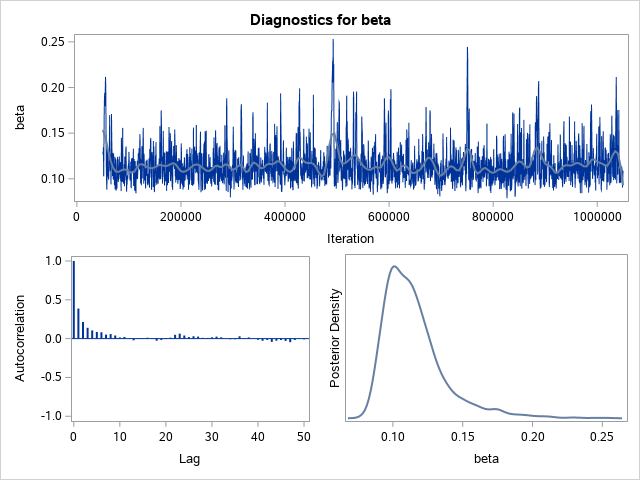 Diagnostics for beta
beta
0.25
0.20
0.15
0.10
0 200000 400000 600000 800000 1000000
Iteration
Autocorrelation
1.0
0.5
0.0
-0.5
-1.0
0 10 20 30 40 50
Lag
Posterior Density
0.10 0.15 0.20 0.25
beta